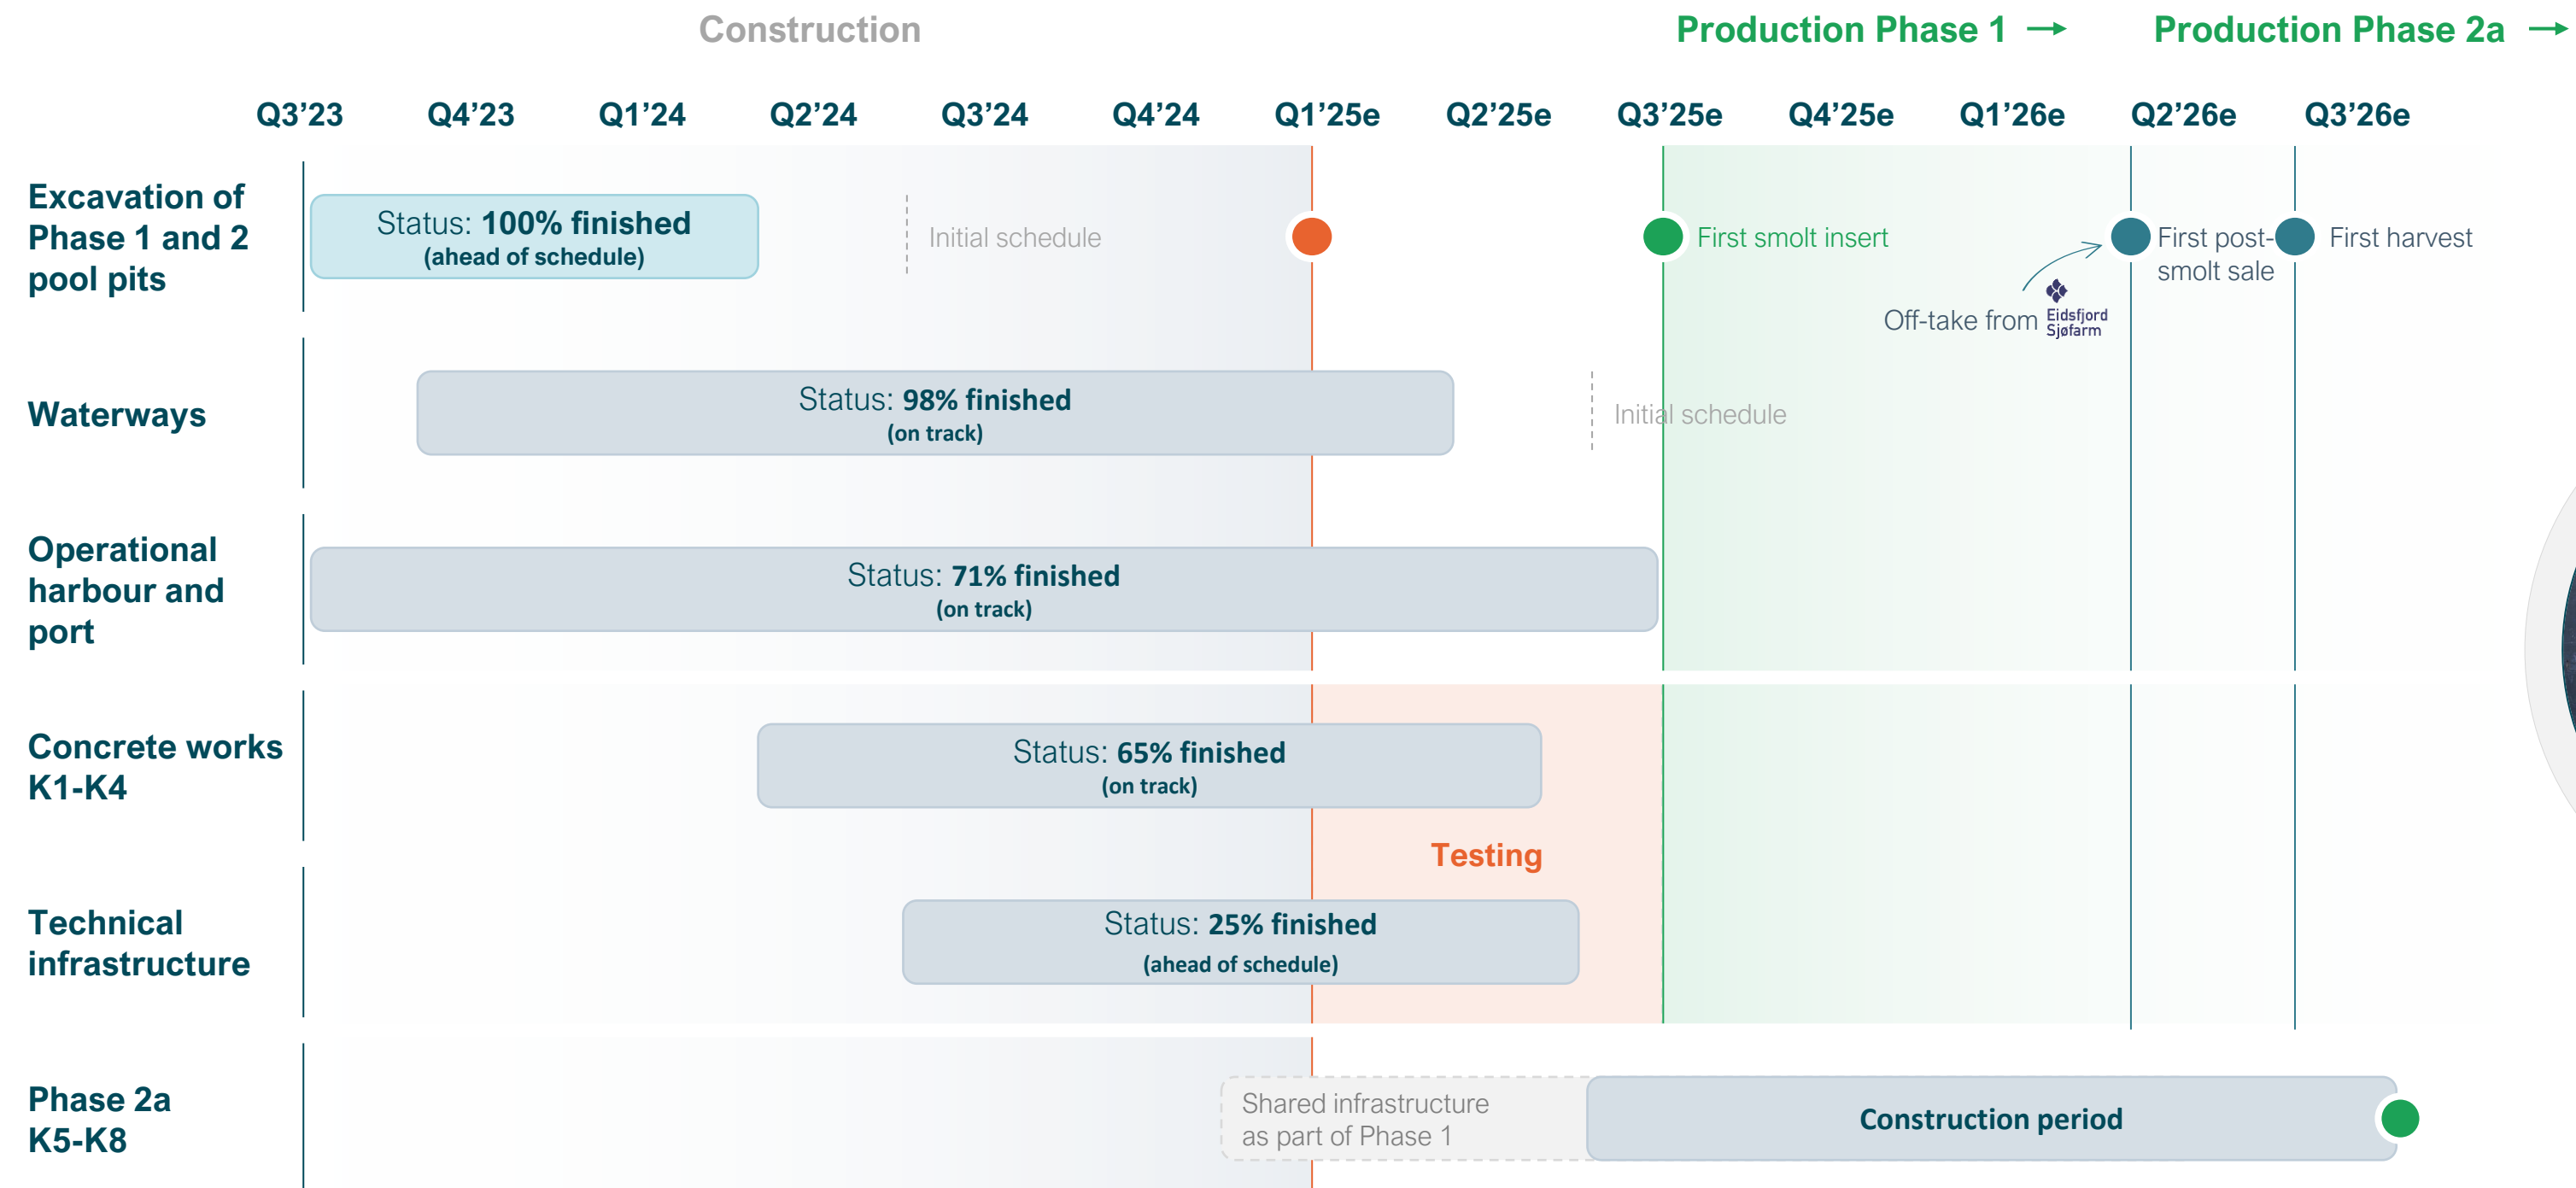 Construction
Production Phase 1 →
Production Phase 2a →
Q3’23 Q4’23 Q1’24 Q2’24 Q3’24 Q4’24 Q1’25e Q2’25e Q3’25e Q4’25e Q1’26e Q2’26e Q3’26e
Excavation of
Phase 1 and 2
pool pits
Status: 100% finished
(ahead of schedule)
Initial schedule
First smolt insert
First post-
smolt sale
First harvest
Off-take from
Eidsfjord
Sjøfarm
Waterways
Status: 98% finished
(on track)
Initial schedule
Operational
harbour and
port
Status: 71% finished
(on track)
Concrete works
K1-K4
Status: 65% finished
(on track)
Testing
Technical
infrastructure
Status: 25% finished
(ahead of schedule)
Phase 2a
K5-K8
Shared infrastructure
as part of Phase 1
Construction period